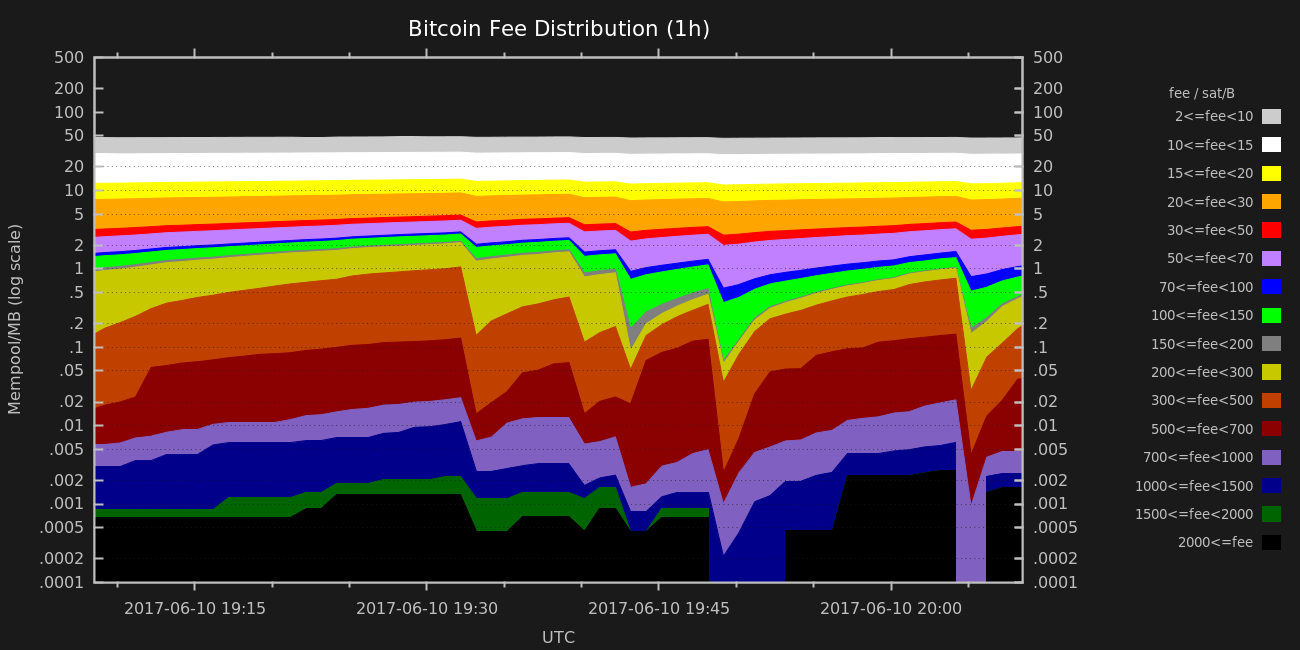 Bitcoin Fee Distribution (1h)
500 500
200 200
100 100
50 50
20 20
10 10
5 5
2 2
1 1
.5 .5
.2 .2
.1 .1
.05 .05
.02 .02
.01 .01
.005 .005
.002 .002
.001 .001
.0005 .0005
.0002 .0002
.0001 .0001
Mempool/MB (log scale)
2017-06-10 19:15 2017-06-10 19:30 2017-06-10 19:45 2017-06-10 20:00
UTC
fee / sat/B
2<=fee<10
10<=fee<15
15<=fee<20
20<=fee<30
30<=fee<50
50<=fee<70
70<=fee<100
100<=fee<150
150<=fee<200
200<=fee<300
300<=fee<500
500<=fee<700
700<=fee<1000
1000<=fee<1500
1500<=fee<2000
2000<=fee